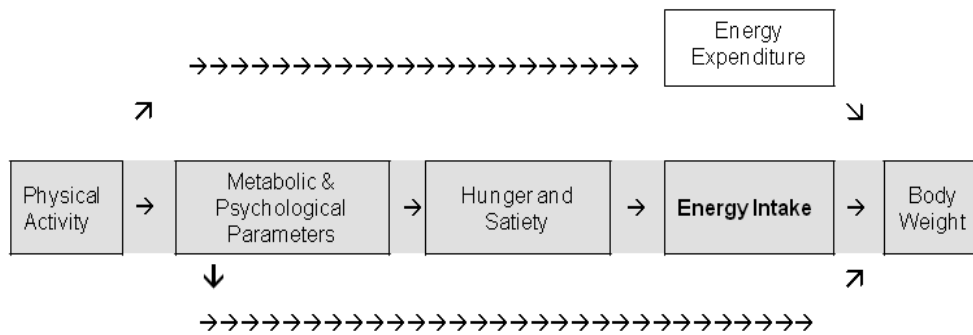 Energy
Expenditure
Physical
Activity
Metabolic &
Psychological
Parameters
Hunger and
Satiety
Energy Intake
Body
Weight